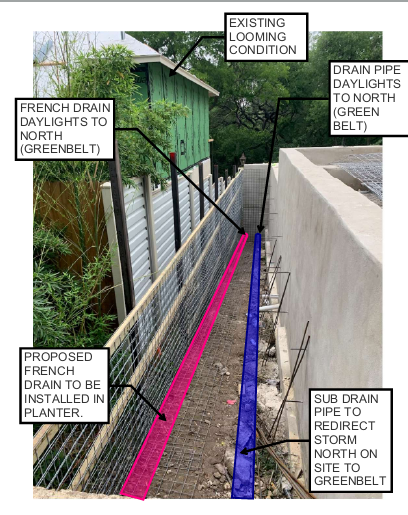 EXISTING
LOOMING
CONDITION
DRAIN PIPE
DAYLIGHTS
TO NORTH
(GREEN
BELT)
FRENCH DRAIN
DAYLIGHTS TO
NORTH
(GREENBELT)
PROPOSED
FRENCH
DRAIN TO BE
INSTALLED IN
PLANTER.
SUB DRAIN
PIPE TO
REDIRECT
STORM
NORTH ON
SITE TO
GREENBELT